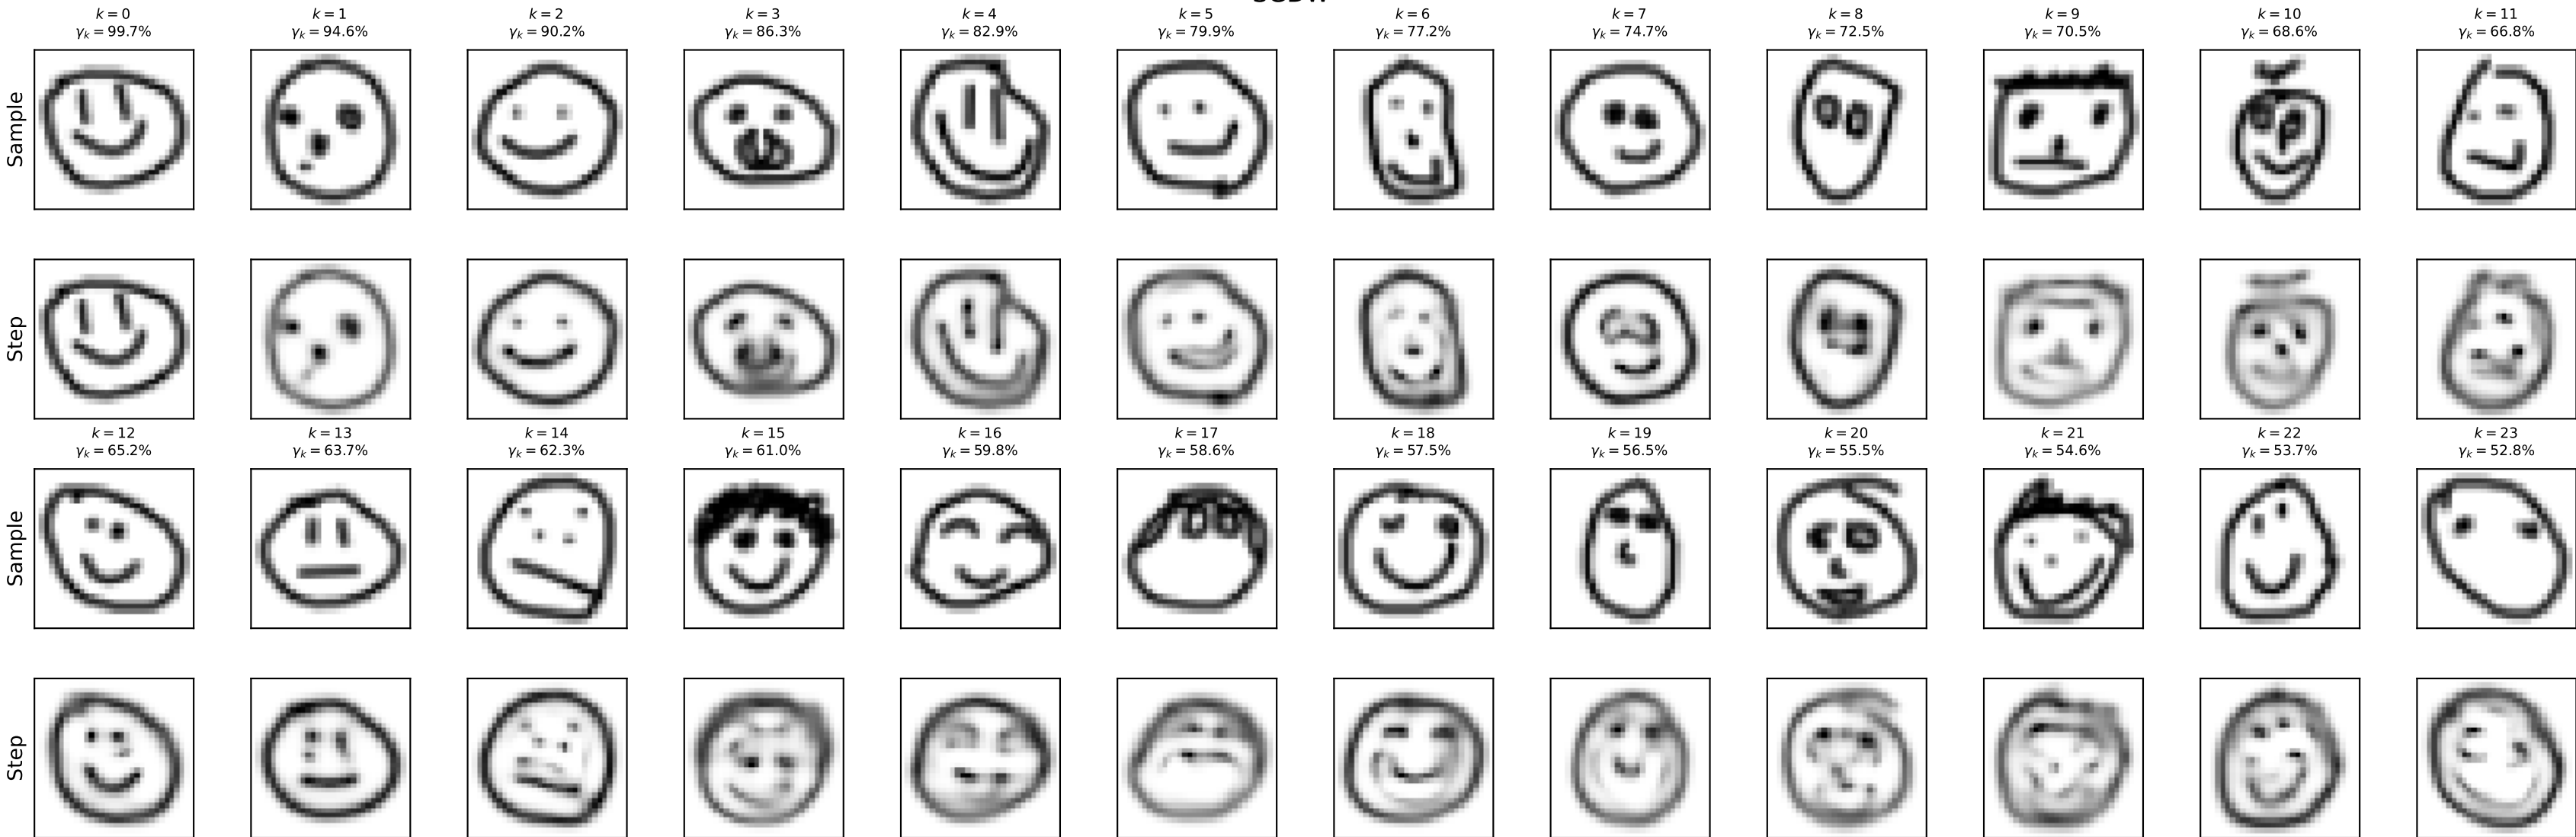 k = 0 k = 1 k = 2 k = 3 k = 4 k = 5 k = 6 k = 7 k = 8 k = 9 k = 10 k = 11
γₖ = 99.7% γₖ = 94.6% γₖ = 90.2% γₖ = 86.3% γₖ = 82.9% γₖ = 79.9% γₖ = 77.2% γₖ = 74.7% γₖ = 72.5% γₖ = 70.5% γₖ = 68.6% γₖ = 66.8%
Sample
Step
k = 12 k = 13 k = 14 k = 15 k = 16 k = 17 k = 18 k = 19 k = 20 k = 21 k = 22 k = 23
γₖ = 65.2% γₖ = 63.7% γₖ = 62.3% γₖ = 61.0% γₖ = 59.8% γₖ = 58.6% γₖ = 57.5% γₖ = 56.5% γₖ = 55.5% γₖ = 54.6% γₖ = 53.7% γₖ = 52.8%
Sample
Step